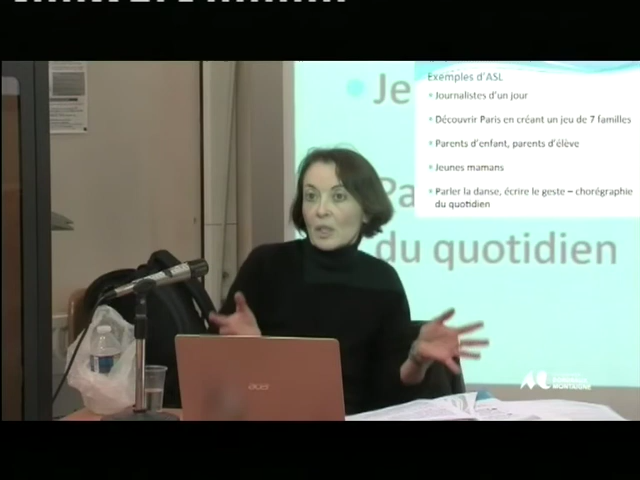 Exemples d'ASL
• Journalistes d'un jour
• Découvrir Paris en créant un jeu de 7 familles
• Parents d'enfant, parents d'élève
• Jeunes mamans
• Parler la danse, écrire le geste – chorégraphie
du quotidien
• Je
Pa
du quotidien
acer
MONTAIGNE